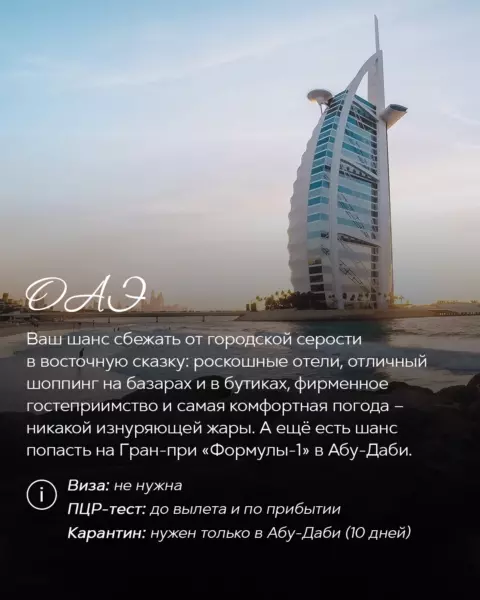 ОАЭ
Ваш шанс сбежать от городской серости
в восточную сказку: роскошные отели, отличный
шоппинг на базарах и в бутиках, фирменное
гостеприимство и самая комфортная погода –
никакой изнуряющей жары. А ещё есть шанс
попасть на Гран-при «Формулы-1» в Абу-Даби.
i
Виза: не нужна
ПЦР-тест: до вылета и по прибытии
Карантин: нужен только в Абу-Даби (10 дней)